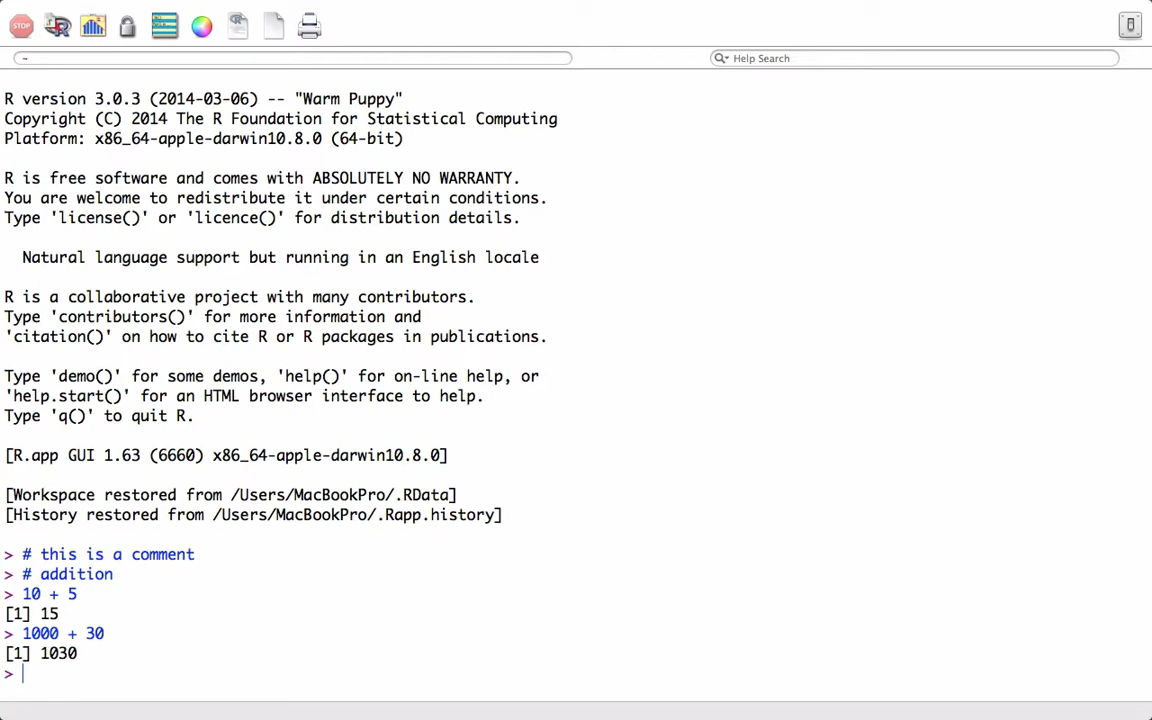 STOP
R
~
Help Search
R version 3.0.3 (2014-03-06) -- "Warm Puppy"
Copyright (C) 2014 The R Foundation for Statistical Computing
Platform: x86_64-apple-darwin10.8.0 (64-bit)
R is free software and comes with ABSOLUTELY NO WARRANTY.
You are welcome to redistribute it under certain conditions.
Type 'license()' or 'licence()' for distribution details.
Natural language support but running in an English locale
R is a collaborative project with many contributors.
Type 'contributors()' for more information and
'citation()' on how to cite R or R packages in publications.
Type 'demo()' for some demos, 'help()' for on-line help, or
'help.start()' for an HTML browser interface to help.
Type 'q()' to quit R.
[R.app GUI 1.63 (6660) x86_64-apple-darwin10.8.0]
[Workspace restored from /Users/MacBookPro/.RData]
[History restored from /Users/MacBookPro/.Rapp.history]
> # this is a comment
> # addition
> 10 + 5
[1] 15
> 1000 + 30
[1] 1030
>